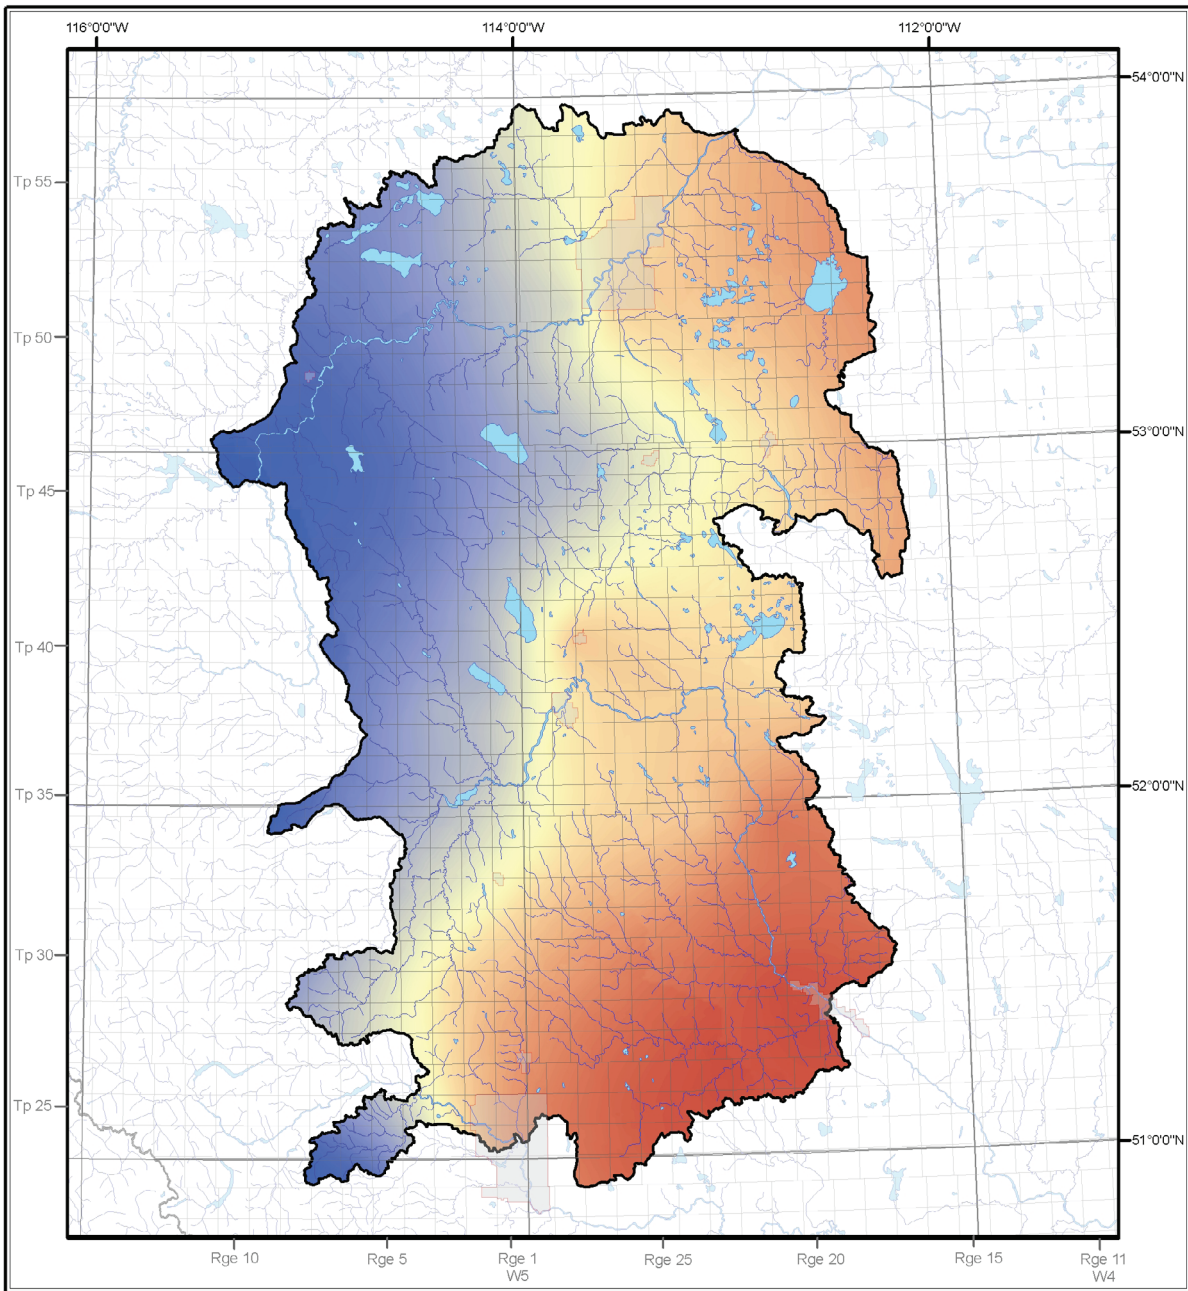 116°0'0"W 114°0'0"W 112°0'0"W
54°0'0"N
Tp 55
Tp 50
53°0'0"N
Tp 45
Tp 40
52°0'0"N
Tp 35
Tp 30
Tp 25
51°0'0"N
Rge 10 Rge 5 Rge 1 Rge 25 Rge 20 Rge 15 Rge 11
W5 W4